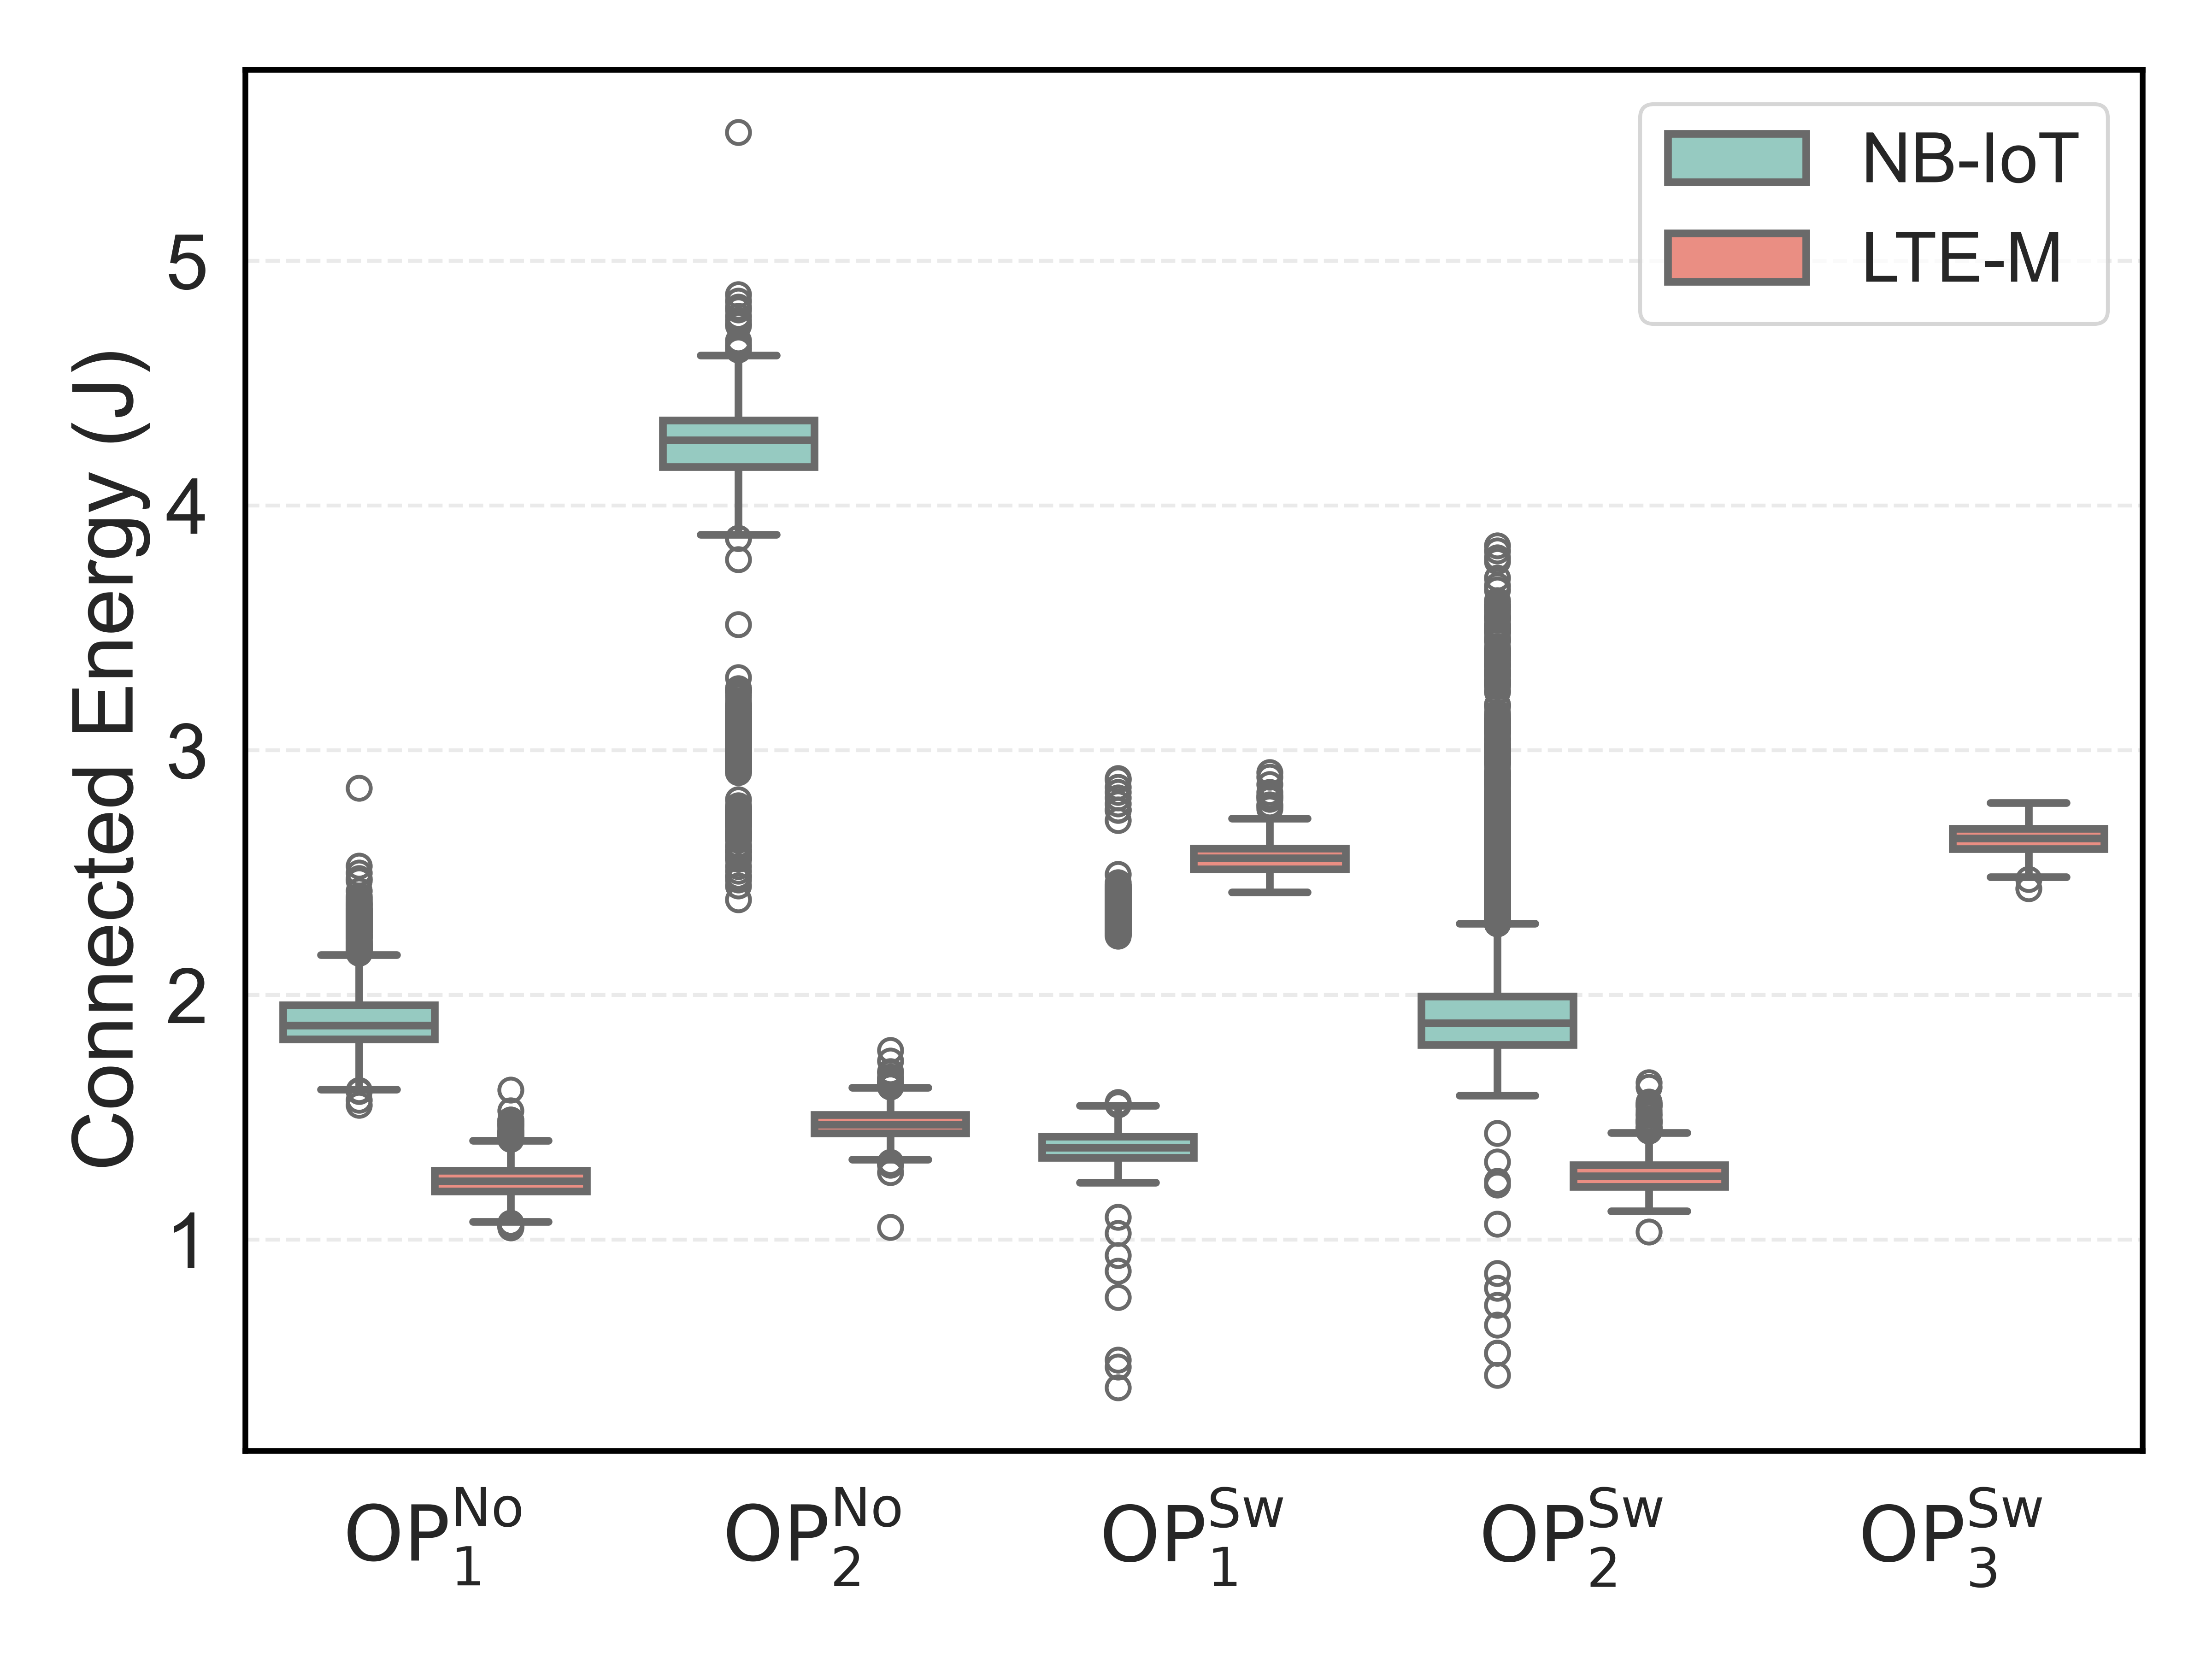 NB-IoT
LTE-M
Connected Energy (J)
5
4
3
2
1
OP₁ᴺᵒ OP₂ᴺᵒ OP₁ˢʷ OP₂ˢʷ OP₃ˢʷ